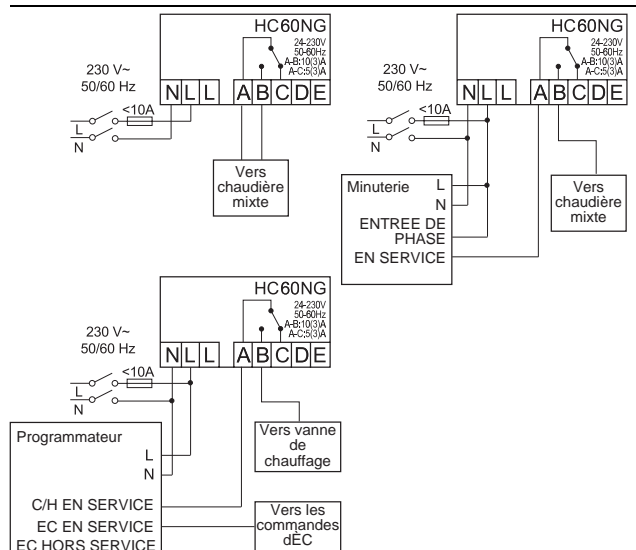 HC60NG
24-230V
50-60Hz
A-B:10(3)A
A-C:5(3)A
230 V~
50/60 Hz
N L L A B C D E
<10A
L
N
Vers
chaudière
mixte
HC60NG
24-230V
50-60Hz
A-B:10(3)A
A-C:5(3)A
230 V~
50/60 Hz
N L L A B C D E
<10A
L
N
Minuterie L
N
ENTREE DE
PHASE
EN SERVICE
Vers
chaudière
mixte
HC60NG
24-230V
50-60Hz
A-B:10(3)A
A-C:5(3)A
230 V~
50/60 Hz
N L L A B C D E
<10A
L
N
Programmateur
L
N
C/H EN SERVICE
EC EN SERVICE
EC HORS SERVICE
Vers vanne
de
chauffage
Vers les
commandes
dÈC